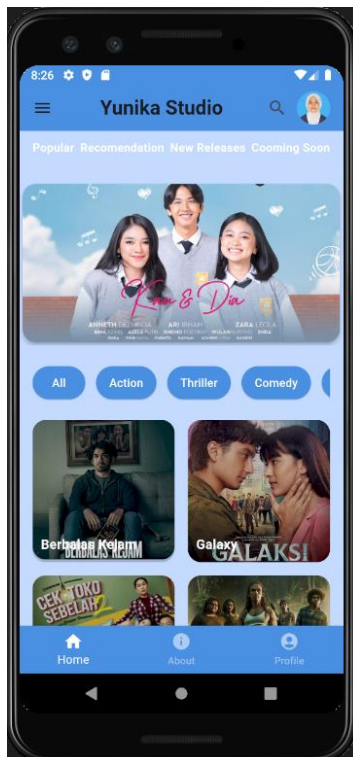 8:26
Yunika Studio
Popular Recomendation New Releases Cooming Soon
Kau & Dia
ANNETH DELLIECIA ARI IRHAM ZARA LEOLA
All Action Thriller Comedy
Berbalas Kejam
BERBALAS KEJAM
Galaxy
GALAKSI
CEK TOKO
SEBELAH 2
Home About Profile